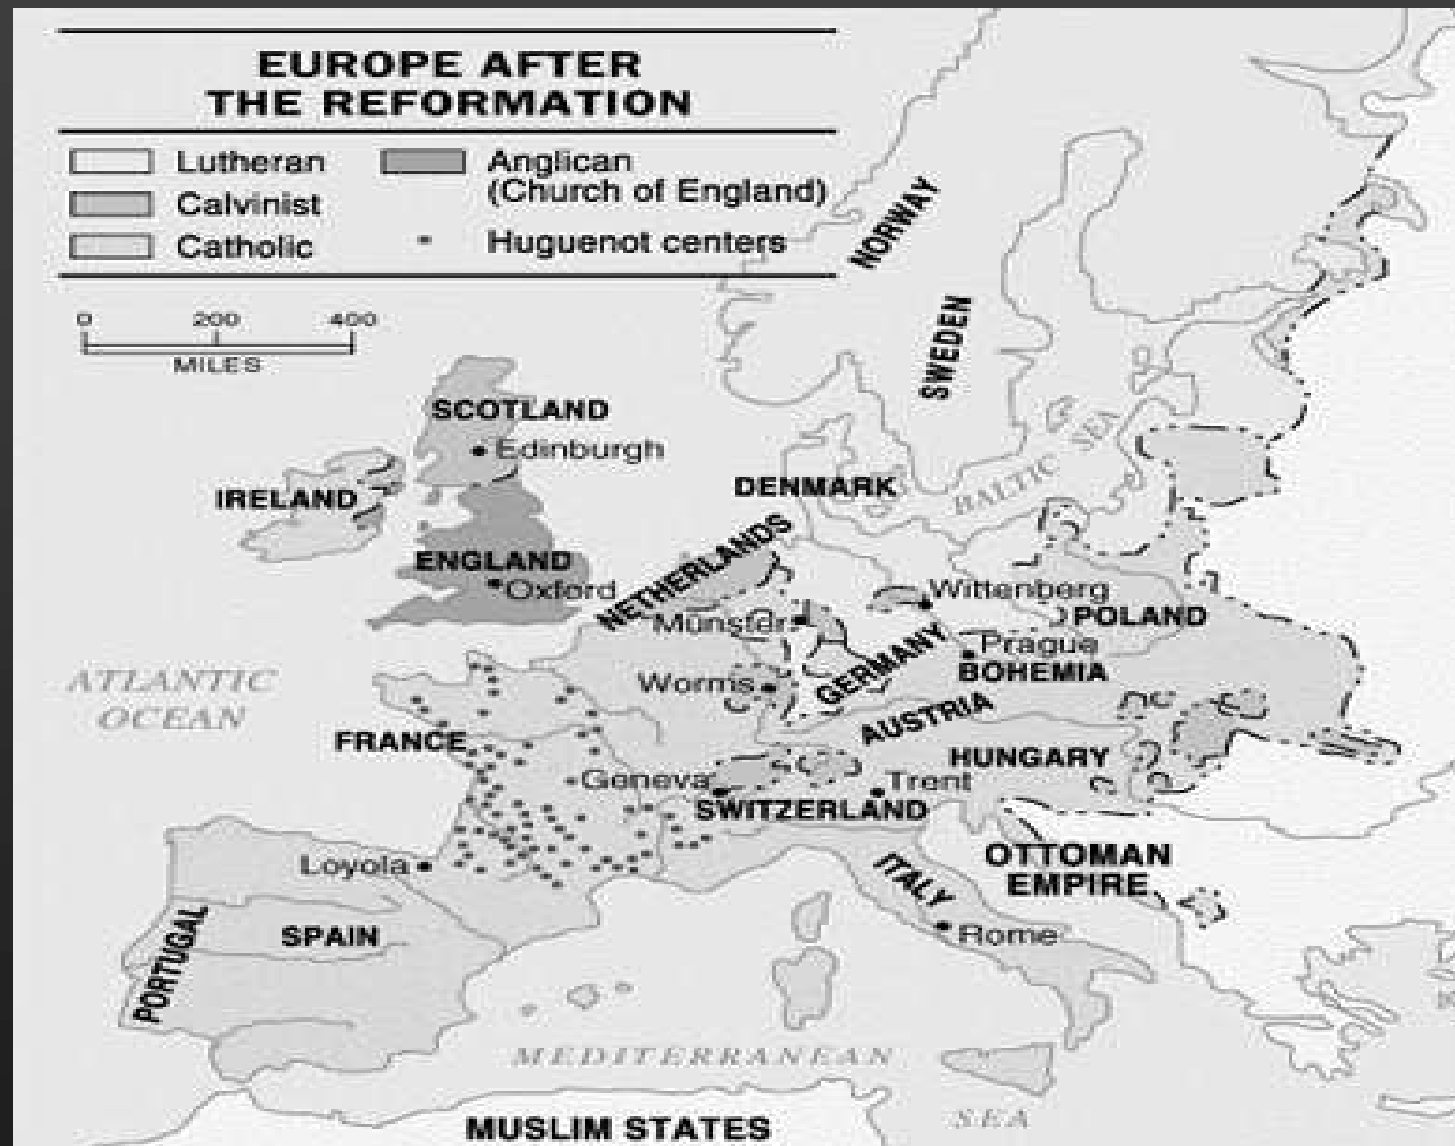 EUROPE AFTER
THE REFORMATION
Lutheran
Calvinist
Catholic
Anglican
(Church of England)
Huguenot centers
0 200 400
MILES
NORWAY
SWEDEN
SCOTLAND
Edinburgh
IRELAND
DENMARK
BALTIC SEA
ENGLAND
Oxford
NETHERLANDS
Münster
Wittenberg
POLAND
Prague
BOHEMIA
GERMANY
Worms
ATLANTIC
OCEAN
FRANCE
AUSTRIA
HUNGARY
Geneva
Trent
SWITZERLAND
Loyola
OTTOMAN
EMPIRE
ITALY
Rome
PORTUGAL
SPAIN
MEDITERRANEAN
SEA
MUSLIM STATES